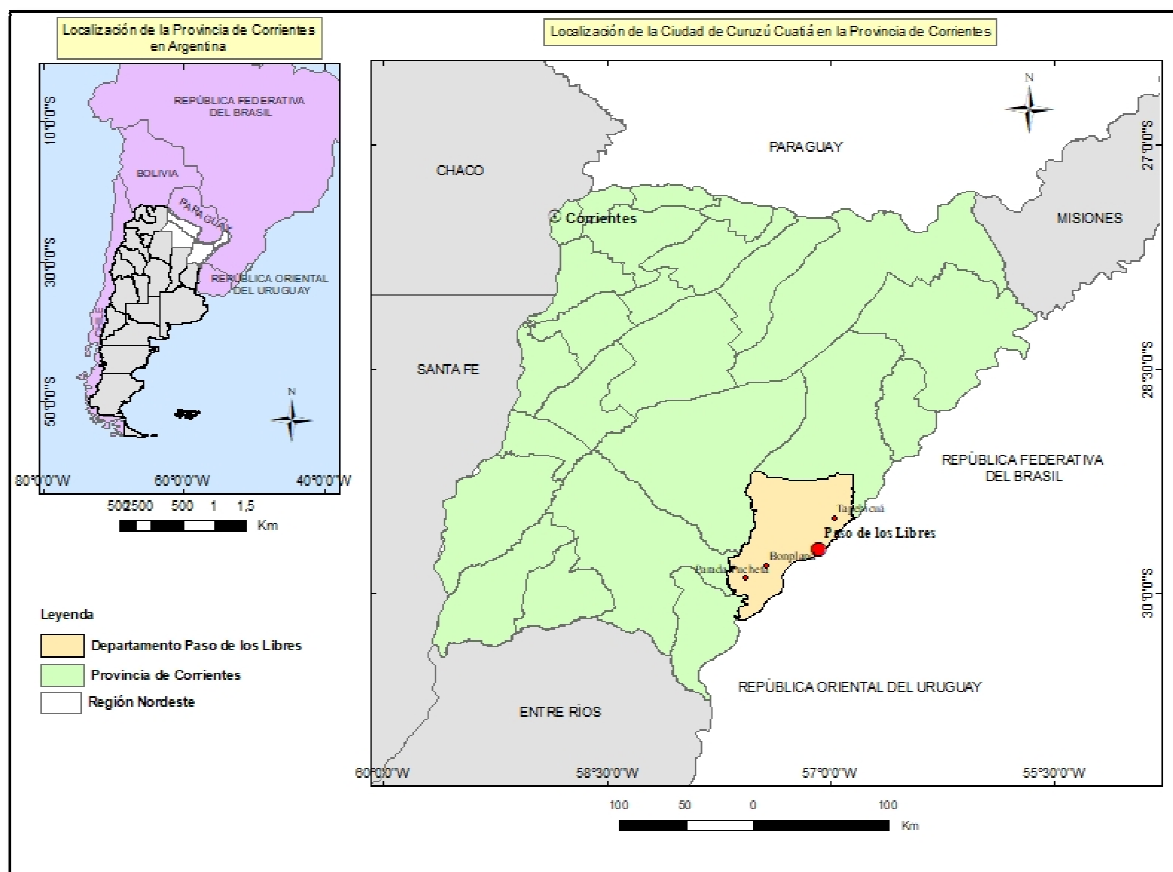 Localización de la Provincia de Corrientes
en Argentina
REPÚBLICA FEDERATIVA
DEL BRASIL
BOLIVIA
PARAGUAY
REPÚBLICA ORIENTAL
DEL URUGUAY
N
10°0'0"S
30°0'0"S
50°0'0"S
80°0'0"W
60°0'0"W
40°0'0"W
500 1 1,5
Km
Leyenda
Departamento Paso de los Libres
Provincia de Corrientes
Región Nordeste
Localización de la Ciudad de Curuzú Cuatiá en la Provincia de Corrientes
N
PARAGUAY
CHACO
MISIONES
Corrientes
SANTA FE
REPÚBLICA FEDERATIVA
DEL BRASIL
Paso de los Libres
REPÚBLICA ORIENTAL DEL URUGUAY
ENTRE RÍOS
27°0'0"S
28°30'0"S
30°0'0"S
60°0'0"W
58°30'0"W
57°0'0"W
55°30'0"W
100 50 0 100
Km